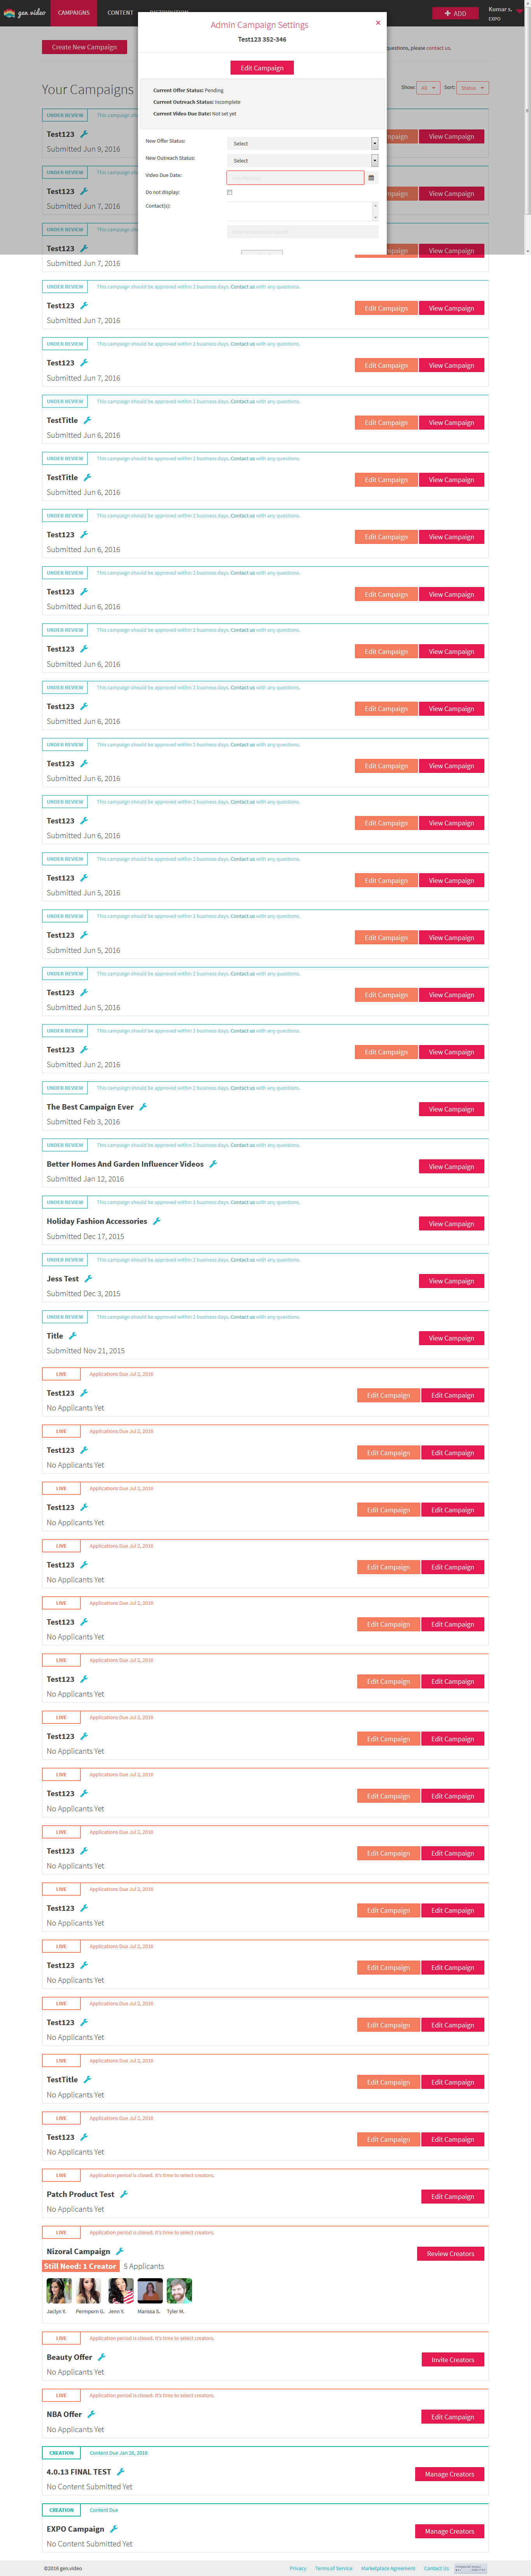 gen.video
CAMPAIGNS
CONTENT
ADD
Kumar s.
EXPO
Admin Campaign Settings
×
Test123 352-346
Create New Campaign
questions, please contact us.
Edit Campaign
Your Campaigns
Show: All
Sort: Status
Current Offer Status: Pending
Current Outreach Status: Incomplete
Current Video Due Date: Not set yet
New Offer Status: Select
New Outreach Status: Select
Video Due Date:
Do not display:
Contact(s):
UNDER REVIEW
Test123
Submitted Jun 9, 2016
View Campaign
UNDER REVIEW
Test123
Submitted Jun 7, 2016
View Campaign
UNDER REVIEW
Test123
Submitted Jun 7, 2016
Edit Campaign View Campaign
UNDER REVIEW This campaign should be approved within 2 business days. Contact us with any questions.
Test123
Edit Campaign View Campaign
Submitted Jun 7, 2016
UNDER REVIEW This campaign should be approved within 2 business days. Contact us with any questions.
Test123
Edit Campaign View Campaign
Submitted Jun 7, 2016
UNDER REVIEW This campaign should be approved within 2 business days. Contact us with any questions.
TestTitle
Edit Campaign View Campaign
Submitted Jun 6, 2016
UNDER REVIEW This campaign should be approved within 2 business days. Contact us with any questions.
TestTitle
Edit Campaign View Campaign
Submitted Jun 6, 2016
UNDER REVIEW This campaign should be approved within 2 business days. Contact us with any questions.
Test123
Edit Campaign View Campaign
Submitted Jun 6, 2016
UNDER REVIEW This campaign should be approved within 2 business days. Contact us with any questions.
Test123
Edit Campaign View Campaign
Submitted Jun 6, 2016
UNDER REVIEW This campaign should be approved within 2 business days. Contact us with any questions.
Test123
Edit Campaign View Campaign
Submitted Jun 6, 2016
UNDER REVIEW This campaign should be approved within 2 business days. Contact us with any questions.
Test123
Edit Campaign View Campaign
Submitted Jun 6, 2016
UNDER REVIEW This campaign should be approved within 2 business days. Contact us with any questions.
Test123
Edit Campaign View Campaign
Submitted Jun 6, 2016
UNDER REVIEW This campaign should be approved within 2 business days. Contact us with any questions.
Test123
Edit Campaign View Campaign
Submitted Jun 6, 2016
UNDER REVIEW This campaign should be approved within 2 business days. Contact us with any questions.
Test123
Edit Campaign View Campaign
Submitted Jun 5, 2016
UNDER REVIEW This campaign should be approved within 2 business days. Contact us with any questions.
Test123
Edit Campaign View Campaign
Submitted Jun 5, 2016
UNDER REVIEW This campaign should be approved within 2 business days. Contact us with any questions.
Test123
Edit Campaign View Campaign
Submitted Jun 5, 2016
UNDER REVIEW This campaign should be approved within 2 business days. Contact us with any questions.
Test123
Edit Campaign View Campaign
Submitted Jun 2, 2016
UNDER REVIEW This campaign should be approved within 2 business days. Contact us with any questions.
The Best Campaign Ever
View Campaign
Submitted Feb 3, 2016
UNDER REVIEW This campaign should be approved within 2 business days. Contact us with any questions.
Better Homes And Garden Influencer Videos
View Campaign
Submitted Jan 12, 2016
UNDER REVIEW This campaign should be approved within 2 business days. Contact us with any questions.
Holiday Fashion Accessories
View Campaign
Submitted Dec 17, 2015
UNDER REVIEW This campaign should be approved within 2 business days. Contact us with any questions.
Jess Test
View Campaign
Submitted Dec 3, 2015
UNDER REVIEW This campaign should be approved within 2 business days. Contact us with any questions.
Title
View Campaign
Submitted Nov 21, 2015
LIVE Applications Due Jul 2, 2016
Test123
Edit Campaign Edit Campaign
No Applicants Yet
LIVE Applications Due Jul 2, 2016
Test123
Edit Campaign Edit Campaign
No Applicants Yet
LIVE Applications Due Jul 2, 2016
Test123
Edit Campaign Edit Campaign
No Applicants Yet
LIVE Applications Due Jul 2, 2016
Test123
Edit Campaign Edit Campaign
No Applicants Yet
LIVE Applications Due Jul 2, 2016
Test123
Edit Campaign Edit Campaign
No Applicants Yet
LIVE Applications Due Jul 2, 2016
Test123
Edit Campaign Edit Campaign
No Applicants Yet
LIVE Applications Due Jul 2, 2016
Test123
Edit Campaign Edit Campaign
No Applicants Yet
LIVE Applications Due Jul 2, 2016
Test123
Edit Campaign Edit Campaign
No Applicants Yet
LIVE Applications Due Jul 2, 2016
Test123
Edit Campaign Edit Campaign
No Applicants Yet
LIVE Applications Due Jul 2, 2016
Test123
Edit Campaign Edit Campaign
No Applicants Yet
LIVE Applications Due Jul 2, 2016
Test123
Edit Campaign Edit Campaign
No Applicants Yet
LIVE Applications Due Jul 2, 2016
Test123
Edit Campaign Edit Campaign
No Applicants Yet
LIVE Applications Due Jul 2, 2016
TestTitle
Edit Campaign Edit Campaign
No Applicants Yet
LIVE Applications Due Jul 2, 2016
Test123
Edit Campaign Edit Campaign
No Applicants Yet
LIVE Application period is closed. It's time to select creators.
Patch Product Test
Edit Campaign
No Applicants Yet
LIVE Application period is closed. It's time to select creators.
Nizoral Campaign
Review Creators
Still Need: 1 Creator 5 Applicants
Jaclyn Y. Permporn G. Jenn Y. Marissa S. Tyler M.
LIVE Application period is closed. It's time to select creators.
Beauty Offer
Invite Creators
No Applicants Yet
LIVE Application period is closed. It's time to select creators.
NBA Offer
Edit Campaign
No Applicants Yet
CREATION Content Due Jan 28, 2016
4.0.13 FINAL TEST
Manage Creators
No Content Submitted Yet
CREATION Content Due
EXPO Campaign
Manage Creators
No Content Submitted Yet
©2016 gen.video Privacy Terms of Service Marketplace Agreement Contact Us